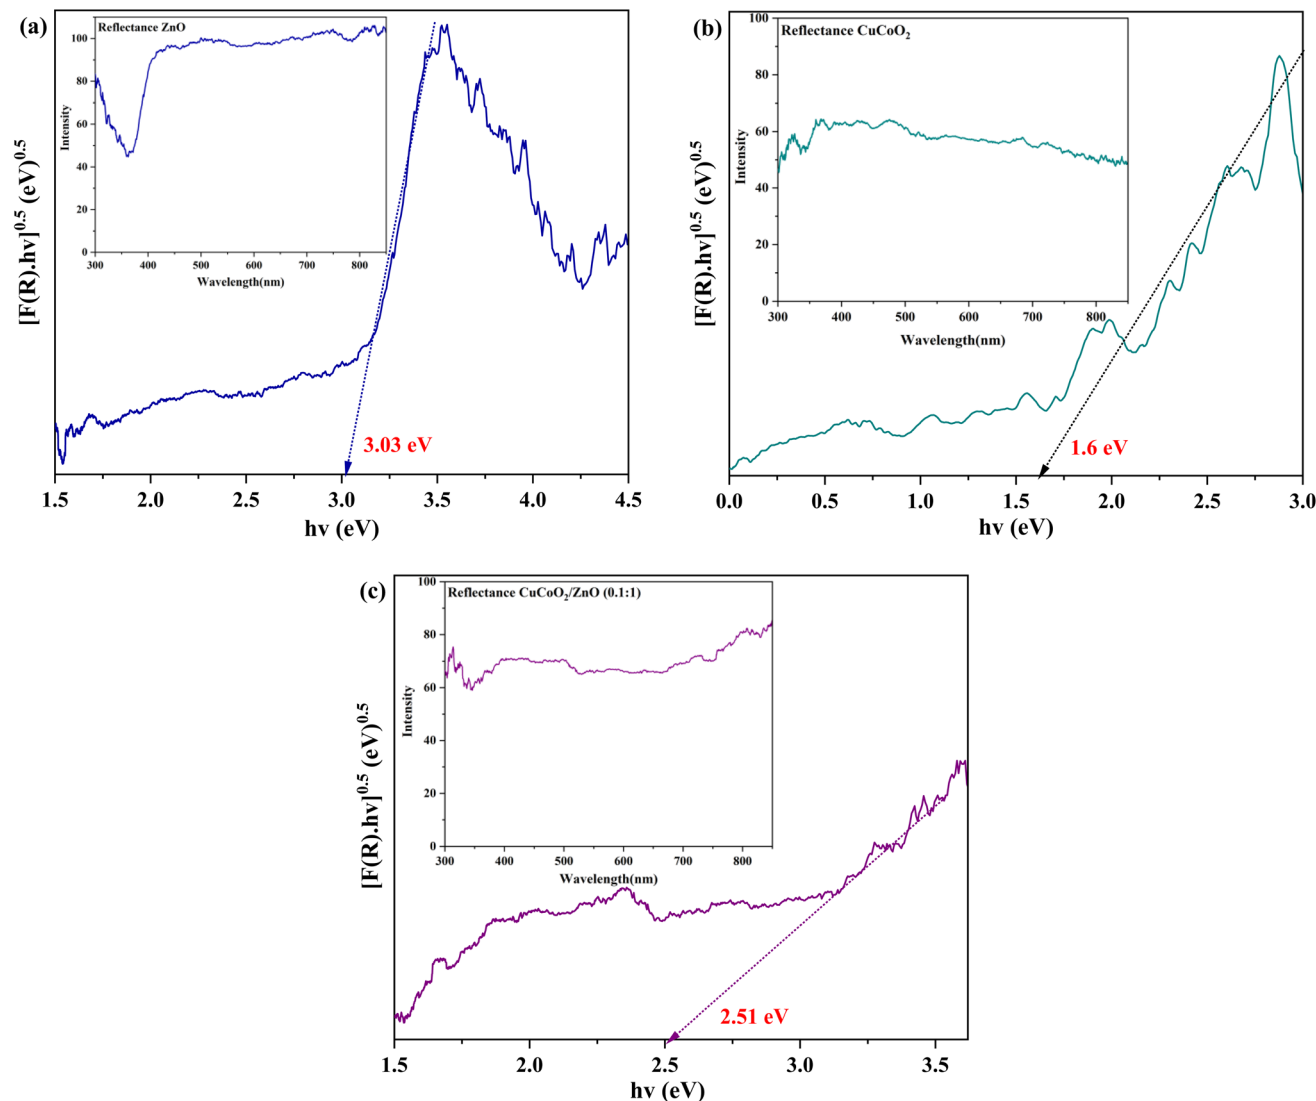 (a)
Reflectance ZnO
100
80
60
40
20
0
Intensity
300 400 500 600 700 800
Wavelength(nm)
[F(R).hv]^0.5 (eV)^0.5
3.03 eV
1.5 2.0 2.5 3.0 3.5 4.0 4.5
hv (eV)
(b)
Reflectance CuCoO₂
100
80
60
40
20
0
Intensity
300 400 500 600 700 800
Wavelength(nm)
[F(R).hv]^0.5 (eV)^0.5
1.6 eV
0.0 0.5 1.0 1.5 2.0 2.5 3.0
hv (eV)
(c)
Reflectance CuCoO₂/ZnO (0.1:1)
100
80
60
40
20
0
Intensity
300 400 500 600 700 800
Wavelength(nm)
[F(R).hv]^0.5 (eV)^0.5
2.51 eV
1.5 2.0 2.5 3.0 3.5
hv (eV)